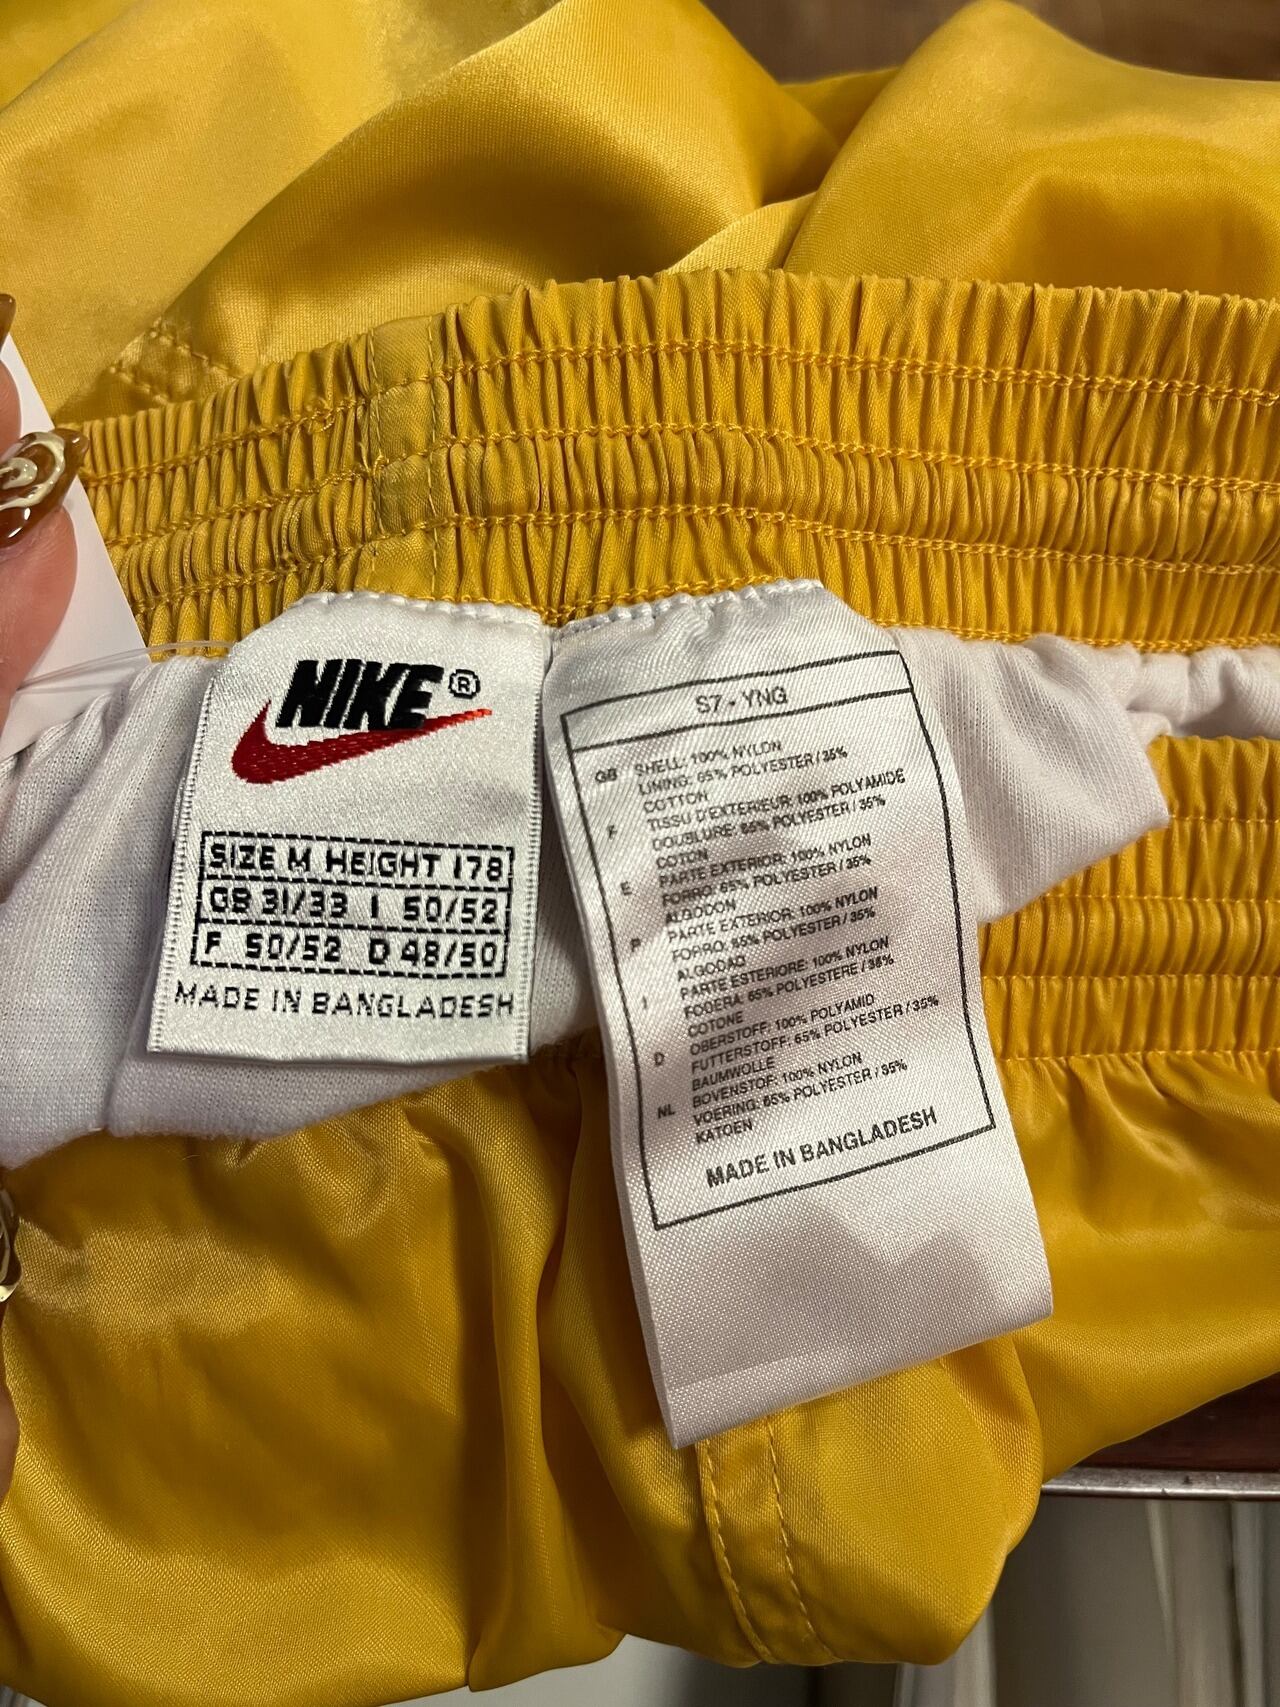 NIKE®
SIZE M HEIGHT 178
GB 31/33 I 50/52
F 50/52 D 48/50
MADE IN BANGLADESH
S7 - YNG
GB SHELL: 100% NYLON
LINING: 65% POLYESTER / 35%
COTTON
F TISSU D'EXTERIEUR: 100% POLYAMIDE
DOUBLURE: 65% POLYESTER / 35%
COTON
E PARTE EXTERIOR: 100% NYLON
FORRO: 65% POLYESTER / 35%
ALGODON
P PARTE EXTERIOR: 100% NYLON
FORRO: 65% POLYESTER / 35%
ALGODAO
I PARTE ESTERIORE: 100% NYLON
FODERA: 65% POLYESTERE / 35%
COTONE
D OBERSTOFF: 100% POLYAMID
FUTTERSTOFF: 65% POLYESTER / 35%
BAUMWOLLE
NL BOVENSTOF: 100% NYLON
VOERING: 65% POLYESTER / 35%
KATOEN
MADE IN BANGLADESH